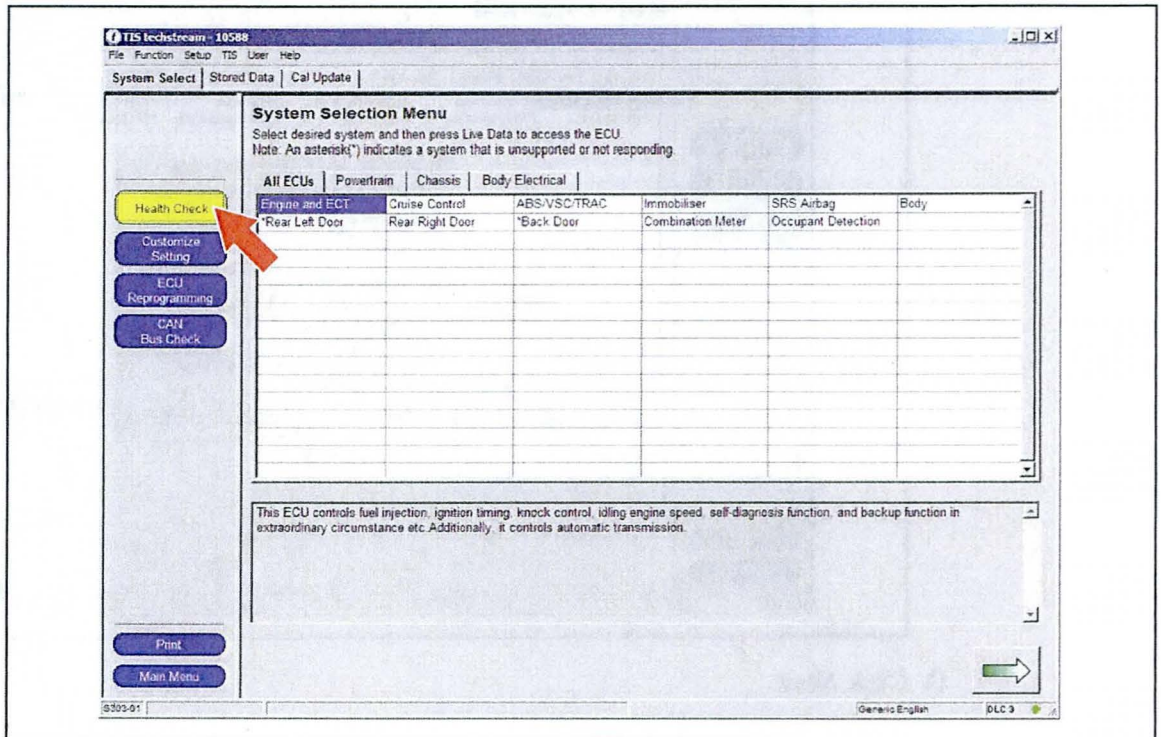 TIS techstream - 10588
File Function Setup TIS User Help
System Select Stored Data Cal Update
System Selection Menu
Select desired system and then press Live Data to access the ECU.
Note: An asterisk(*) indicates a system that is unsupported or not responding.
All ECUs Powertrain Chassis Body Electrical
Health Check
Engine and ECT Cruise Control ABS/VSC/TRAC Immobiliser SRS Airbag Body
*Rear Left Door Rear Right Door *Back Door Combination Meter Occupant Detection
Customize
Setting
ECU
Reprogramming
CAN
Bus Check
This ECU controls fuel injection, ignition timing, knock control, idling engine speed, self-diagnosis function, and backup function in
extraordinary circumstance etc.Additionally, it controls automatic transmission.
Print
Main Menu
S303-01 Generic English DLC 3